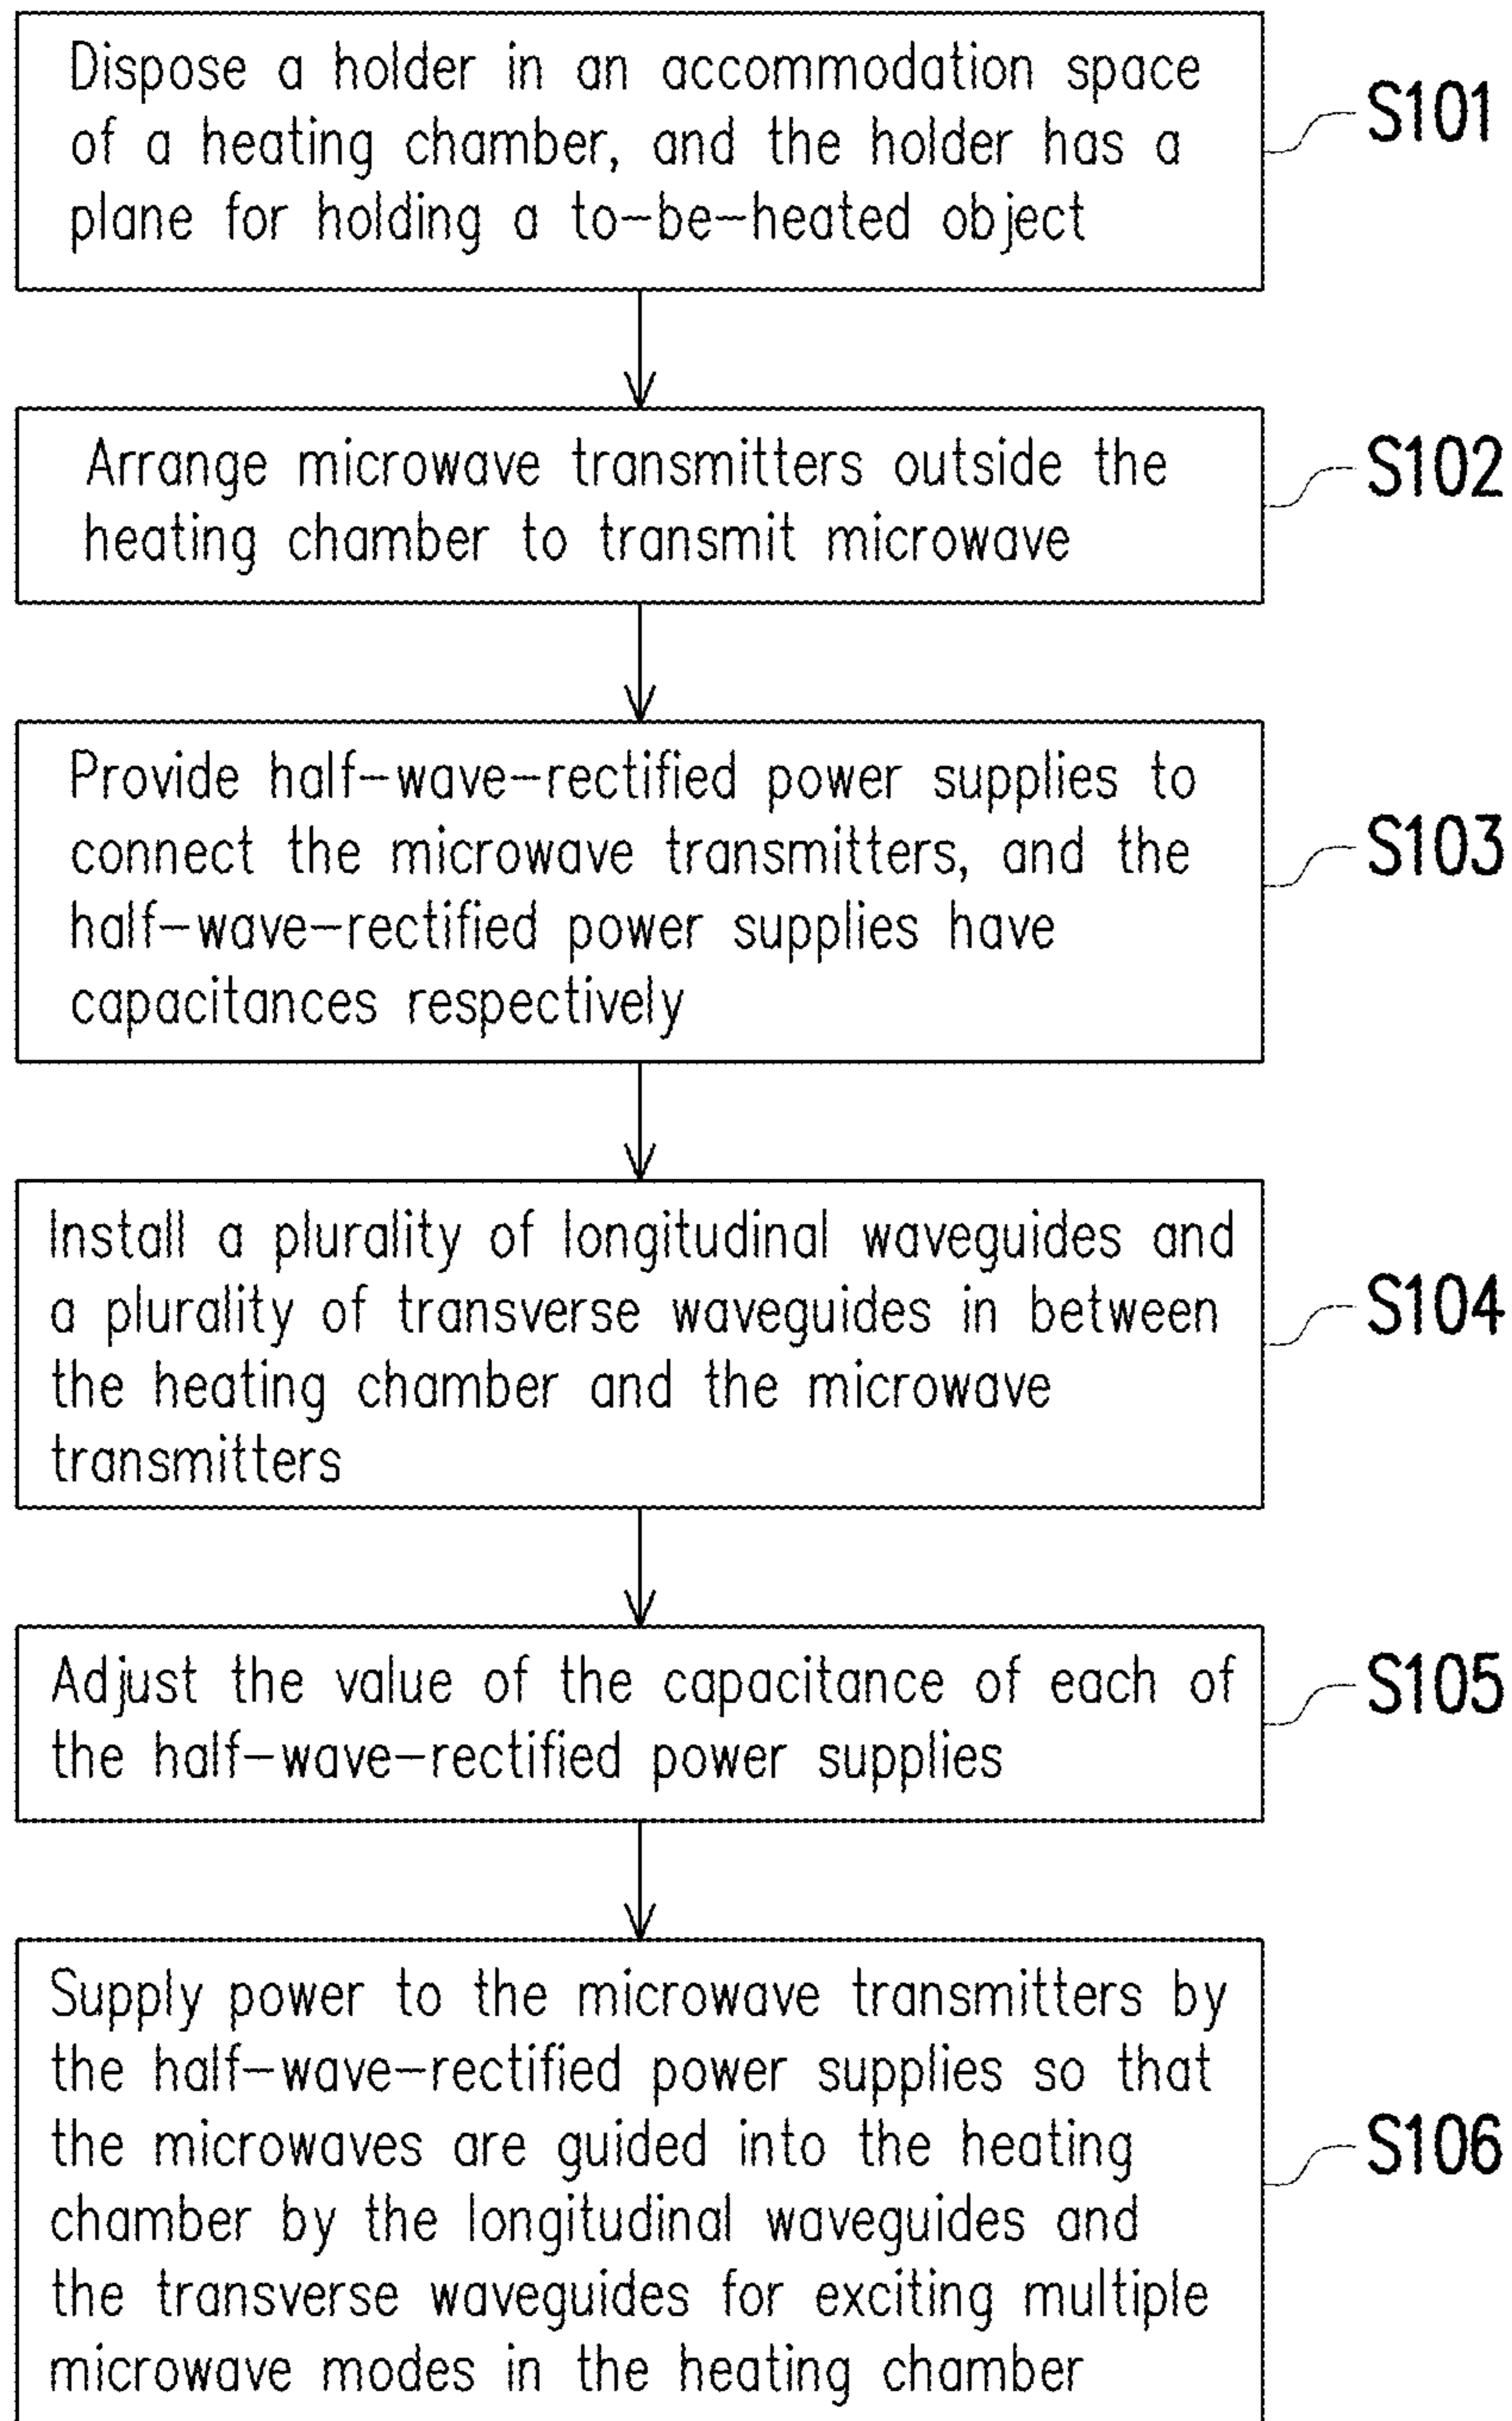 Dispose a holder in an accommodation space
of a heating chamber, and the holder has a
plane for holding a to-be-heated object
S101
Arrange microwave transmitters outside the
heating chamber to transmit microwave
S102
Provide half-wave-rectified power supplies to
connect the microwave transmitters, and the
half-wave-rectified power supplies have
capacitances respectively
S103
Install a plurality of longitudinal waveguides and
a plurality of transverse waveguides in between
the heating chamber and the microwave
transmitters
S104
Adjust the value of the capacitance of each of
the half-wave-rectified power supplies
S105
Supply power to the microwave transmitters by
the half-wave-rectified power supplies so that
the microwaves are guided into the heating
chamber by the longitudinal waveguides and
the transverse waveguides for exciting multiple
microwave modes in the heating chamber
S106